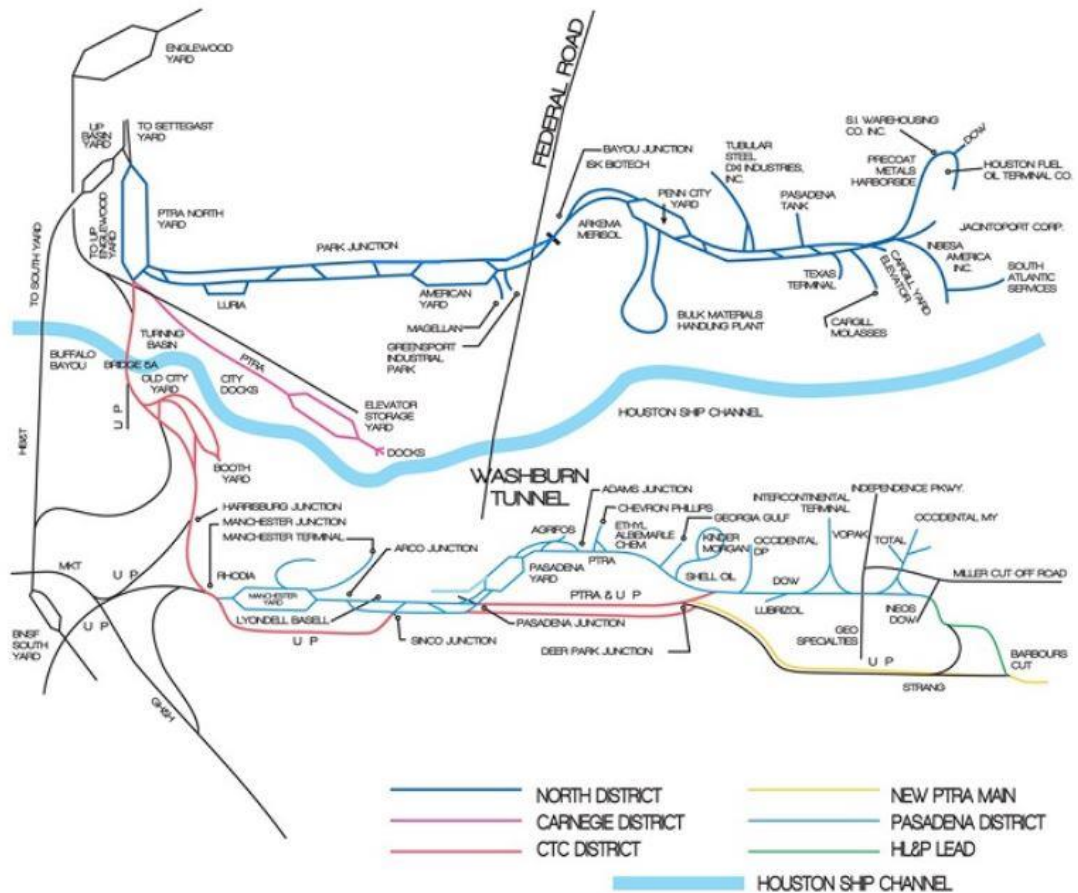 ENGLEWOOD
YARD
UP
BASIN
YARD
TO SETTEGAST
YARD
TO UP
ENGLEWOOD
YARD
PTRA NORTH
YARD
TO SOUTH YARD
PARK JUNCTION
LURIA
AMERICAN YARD
MAGELLAN
GREENSPORT
INDUSTRIAL
PARK
FEDERAL ROAD
BAYOU JUNCTION
ISK BIOTECH
ARKEMA
MERISOL
PENN CITY
YARD
TUBULAR
STEEL
DXI INDUSTRIES,
INC.
PASADENA
TANK
BULK MATERIALS
HANDLING PLANT
TEXAS
TERMINAL
CARGILL
MOLASSES
CARGILL YARD
ELEVATOR
S.I. WAREHOUSING
CO. INC.
DOW
PRECOAT
METALS
HARBORSIDE
HOUSTON FUEL
OIL TERMINAL CO.
JACINTOPORT CORP.
INBESA
AMERICA
INC.
SOUTH
ATLANTIC
SERVICES
BUFFALO
BAYOU
TURNING
BASIN
BRIDGE 5A
OLD CITY
YARD
CITY
DOCKS
PTRA
ELEVATOR
STORAGE
YARD
DOCKS
HOUSTON SHIP CHANNEL
UP
HB&T
BOOTH
YARD
WASHBURN
TUNNEL
HARRISBURG JUNCTION
MANCHESTER JUNCTION
MANCHESTER TERMINAL
ARCO JUNCTION
RHODIA
MANCHESTER
YARD
LYONDELL BASELL
SINCO JUNCTION
AGRIFOS
ADAMS JUNCTION
CHEVRON PHILLIPS
ETHYL
ALBEMARLE
CHEM.
GEORGIA GULF
PASADENA
YARD
PTRA
KINDER
MORGAN
OCCIDENTAL
DP
SHELL OIL
INTERCONTINENTAL
TERMINAL
VOPAK
INDEPENDENCE PKWY.
OCCIDENTAL MY
TOTAL
MILLER CUT OFF ROAD
DOW
LUBRIZOL
INEOS
DOW
GEO
SPECIALTIES
PTRA & UP
PASADENA JUNCTION
DEER PARK JUNCTION
UP
STRANG
BARBOURS
CUT
MKT
UP
UP
UP
BNSF
SOUTH
YARD
GH&H
NORTH DISTRICT
CARNEGIE DISTRICT
CTC DISTRICT
NEW PTRA MAIN
PASADENA DISTRICT
HL&P LEAD
HOUSTON SHIP CHANNEL